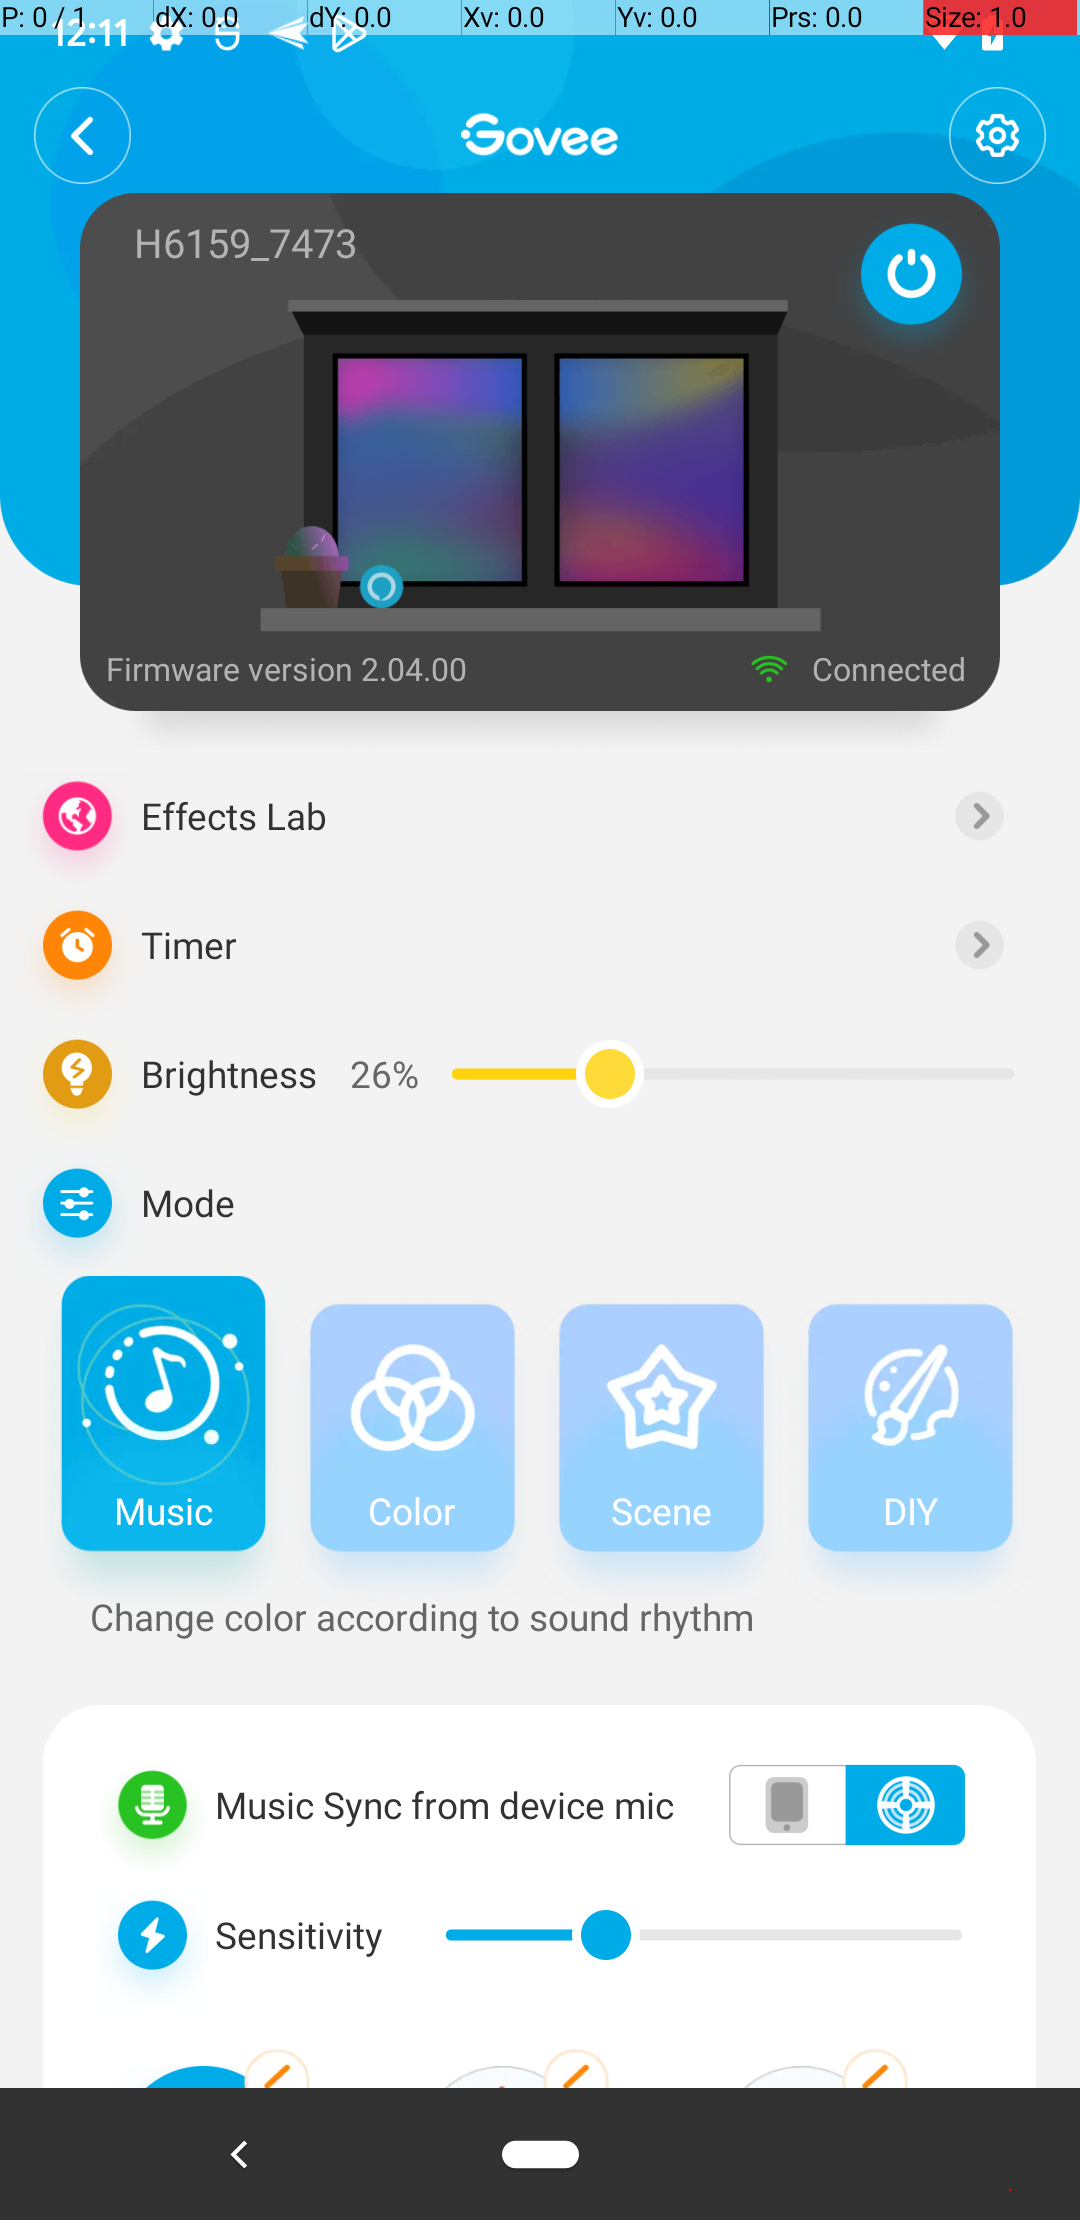 P: 0 / 1 dX: 0.0 dY: 0.0 Xv: 0.0 Yv: 0.0 Prs: 0.0 Size: 1.0
12:11
Govee
H6159_7473
Firmware version 2.04.00 Connected
Effects Lab
Timer
Brightness 26%
Mode
Music Color Scene DIY
Change color according to sound rhythm
Music Sync from device mic
Sensitivity